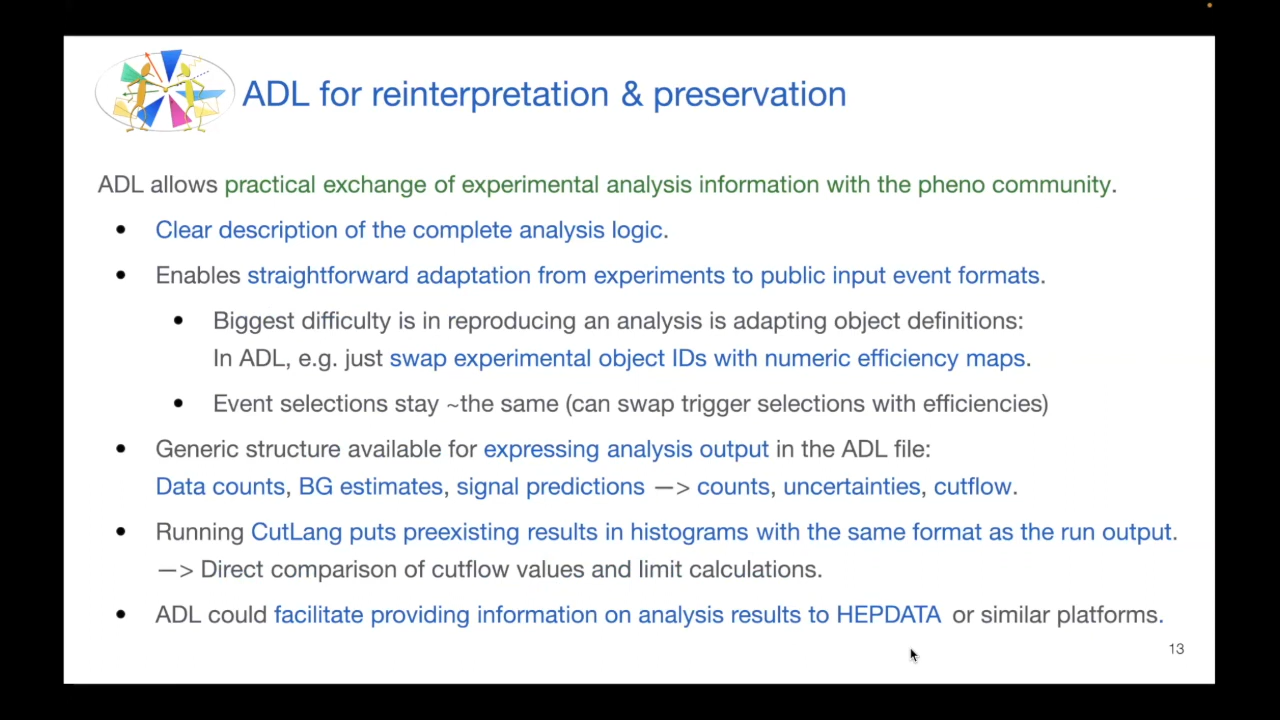 ADL for reinterpretation & preservation
ADL allows practical exchange of experimental analysis information with the pheno community.
• Clear description of the complete analysis logic.
• Enables straightforward adaptation from experiments to public input event formats.
• Biggest difficulty is in reproducing an analysis is adapting object definitions:
In ADL, e.g. just swap experimental object IDs with numeric efficiency maps.
• Event selections stay ~the same (can swap trigger selections with efficiencies)
• Generic structure available for expressing analysis output in the ADL file:
Data counts, BG estimates, signal predictions —> counts, uncertainties, cutflow.
• Running CutLang puts preexisting results in histograms with the same format as the run output.
—> Direct comparison of cutflow values and limit calculations.
• ADL could facilitate providing information on analysis results to HEPDATA or similar platforms.
13